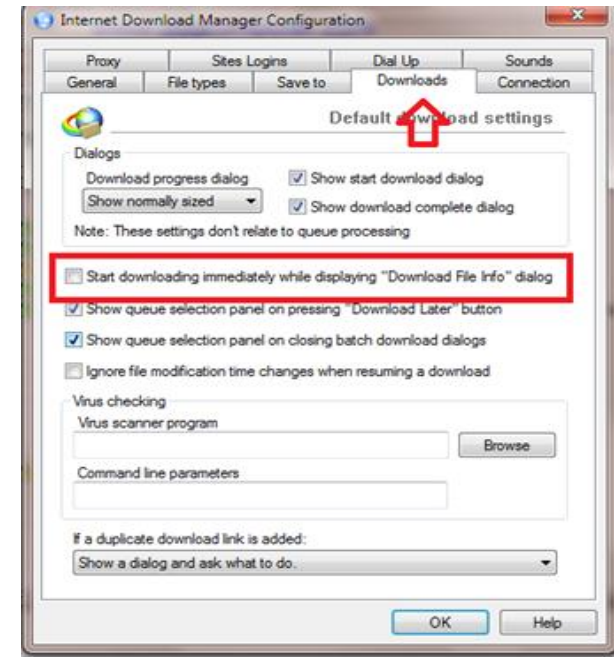 Internet Download Manager Configuration
Proxy Sites Logins Dial Up Sounds
General File types Save to Downloads Connection
Default download settings
Dialogs
Download progress dialog
Show start download dialog
Show normally sized
Show download complete dialog
Note: These settings don't relate to queue processing
Start downloading immediately while displaying "Download File Info" dialog
Show queue selection panel on pressing "Download Later" button
Show queue selection panel on closing batch download dialogs
Ignore file modification time changes when resuming a download
Virus checking
Virus scanner program
Browse
Command line parameters
If a duplicate download link is added:
Show a dialog and ask what to do.
OK Help